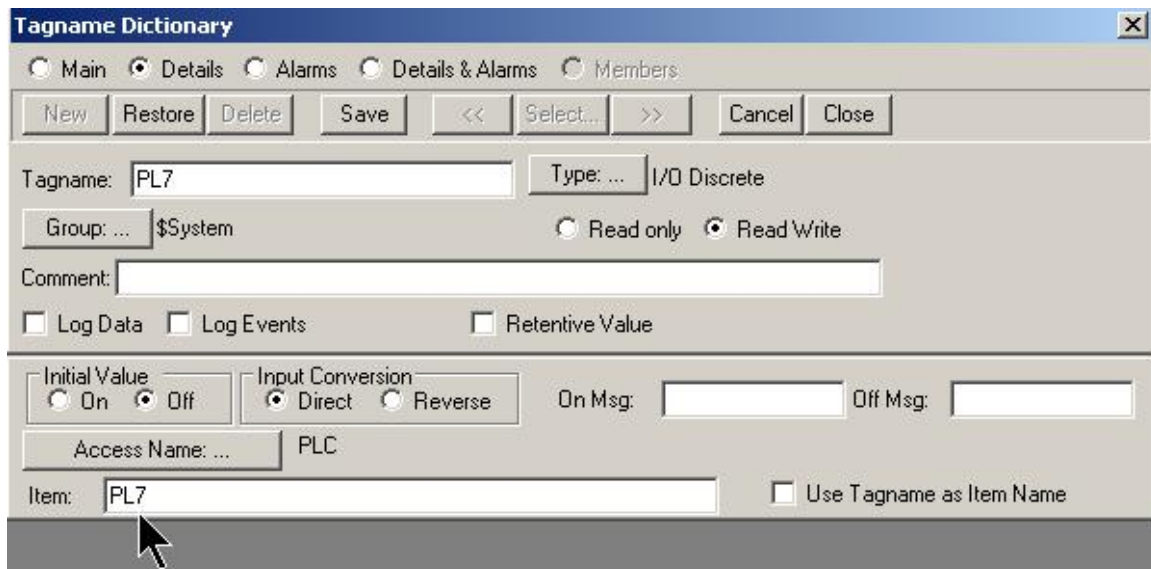 Tagname Dictionary
Main Details Alarms Details & Alarms Members
New Restore Delete Save << Select... >> Cancel Close
Tagname: PL7 Type: ... I/O Discrete
Group: ... $System Read only Read Write
Comment:
Log Data Log Events Retentive Value
Initial Value Input Conversion
On Off Direct Reverse On Msg: Off Msg:
Access Name: ... PLC
Item: PL7 Use Tagname as Item Name